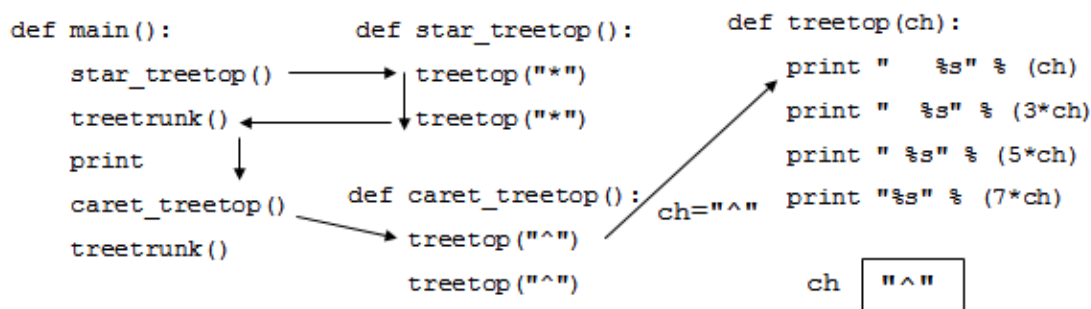 def main():
    star_treetop()
    treetrunk()
    print
    caret_treetop()
    treetrunk()
def star_treetop():
    treetop("*")
    treetop("*")
def caret_treetop():
    treetop("^")
    treetop("^")
ch="^"
def treetop(ch):
    print "   %s" % (ch)
    print "  %s" % (3*ch)
    print " %s" % (5*ch)
    print "%s" % (7*ch)
ch "^"